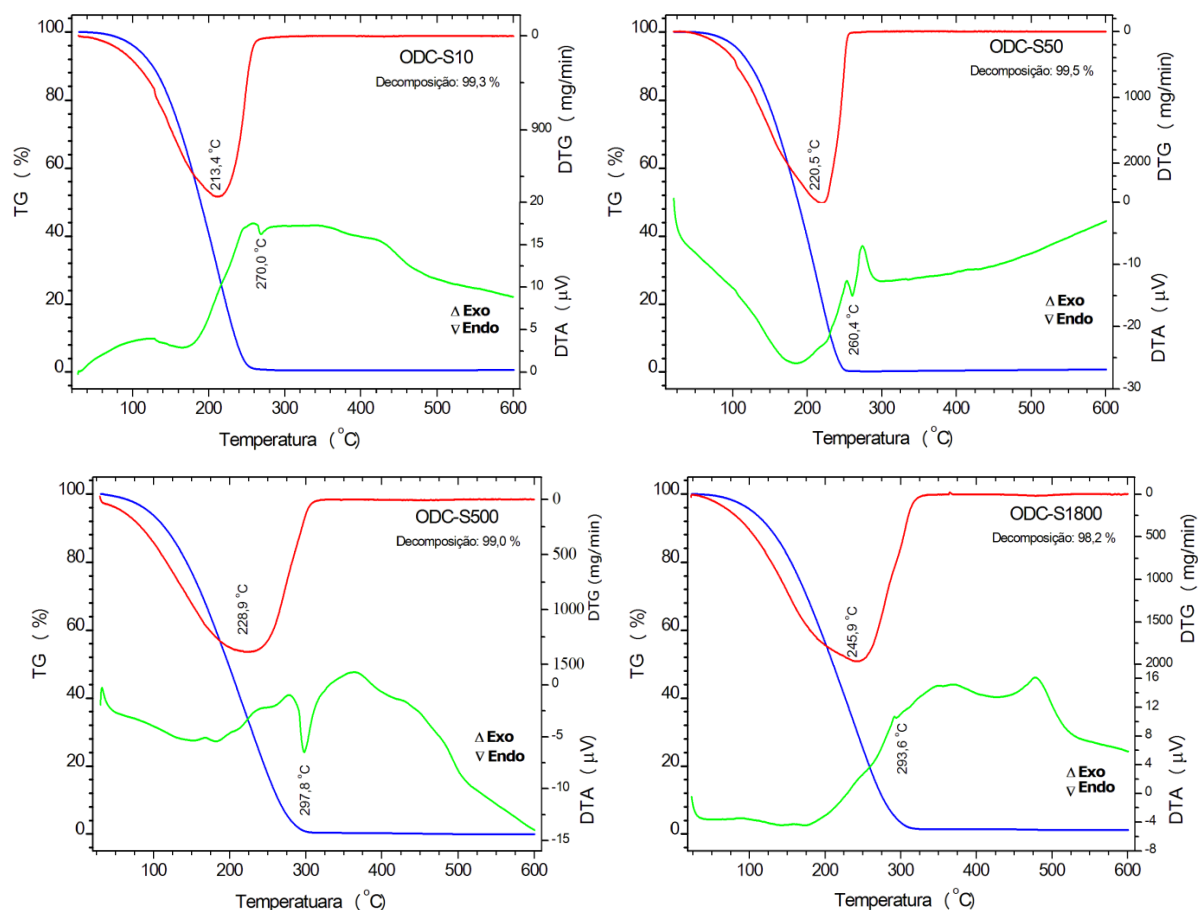 ODC-S10
Decomposição: 99,3 %
TG (%)
100
80
60
40
20
0
213,4 °C
270,0 °C
Δ Exo
∇ Endo
0
900
DTG (mg/min)
20
15
10
5
0
DTA (µV)
100 200 300 400 500 600
Temperatura (°C)
ODC-S50
Decomposição: 99,5 %
TG (%)
100
80
60
40
20
0
220,5 °C
260,4 °C
Δ Exo
∇ Endo
0
1000
2000
DTG (mg/min)
0
-10
-20
-30
DTA (µV)
100 200 300 400 500 600
Temperatura (°C)
ODC-S500
Decomposição: 99,0 %
TG (%)
100
80
60
40
20
0
228,9 °C
297,8 °C
Δ Exo
∇ Endo
0
500
1000
1500
DTG (mg/min)
0
-5
-10
-15
DTA (µV)
100 200 300 400 500 600
Temperatuara (°C)
ODC-S1800
Decomposição: 98,2 %
TG (%)
100
80
60
40
20
0
245,9 °C
293,6 °C
Δ Exo
∇ Endo
0
500
1000
1500
2000
DTG (mg/min)
16
12
8
4
0
-4
-8
DTA (µV)
100 200 300 400 500 600
Temperatura (°C)